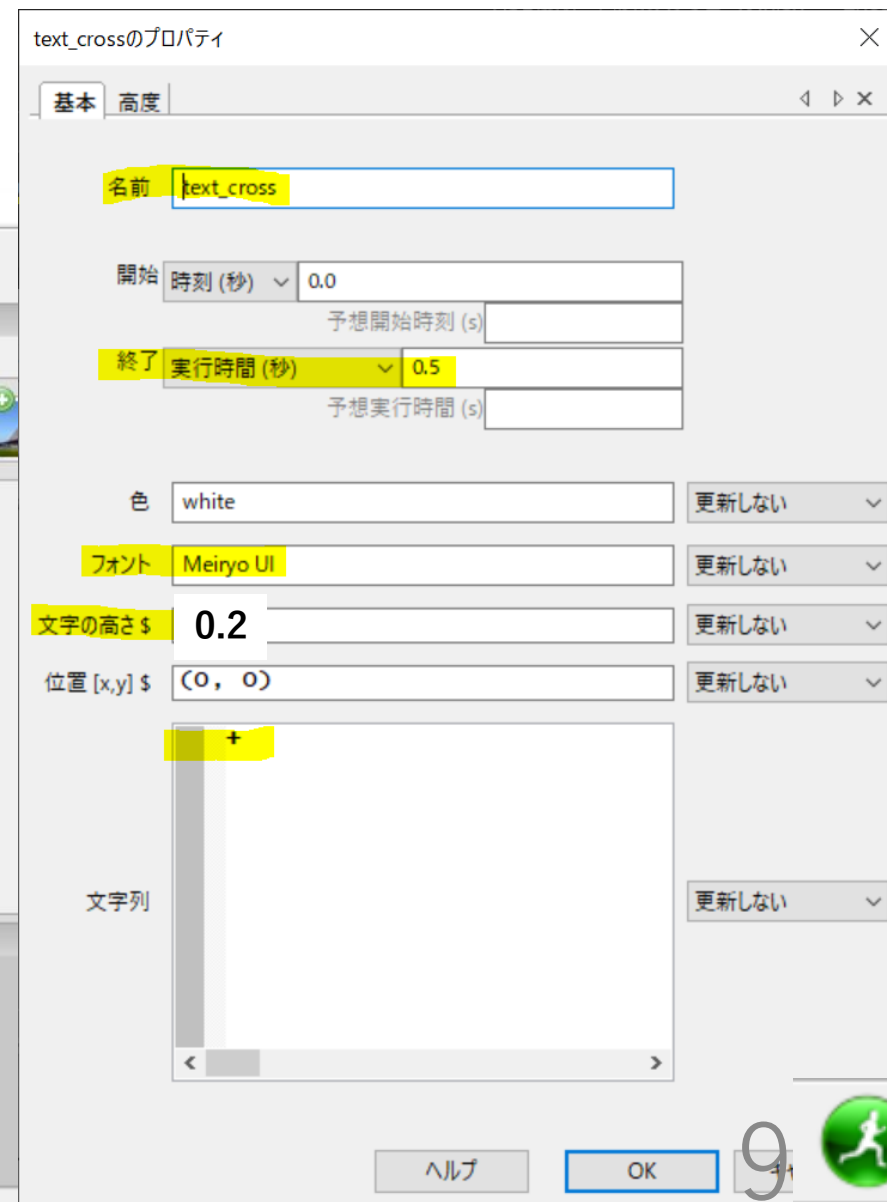 text_crossのプロパティ
基本 高度
名前 text_cross
開始 時刻 (秒) 0.0
予想開始時刻 (s)
終了 実行時間 (秒) 0.5
予想実行時間 (s)
色 white 更新しない
フォント Meiryo UI 更新しない
文字の高さ $ 0.2 更新しない
位置 [x,y] $ (0, 0) 更新しない
+
文字列 更新しない
ヘルプ OK
9